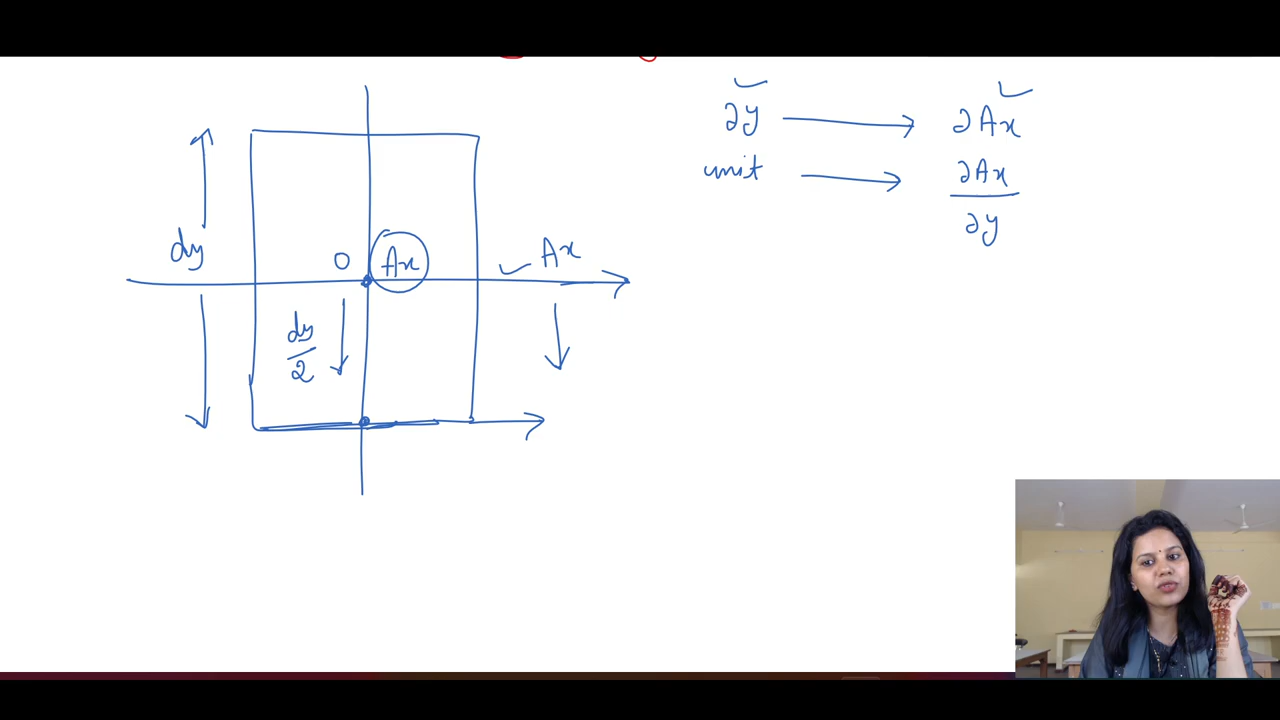 ∂y → ∂Ax
unit → ∂Ax
∂y
dy
O
Ax
Ax
dy
2